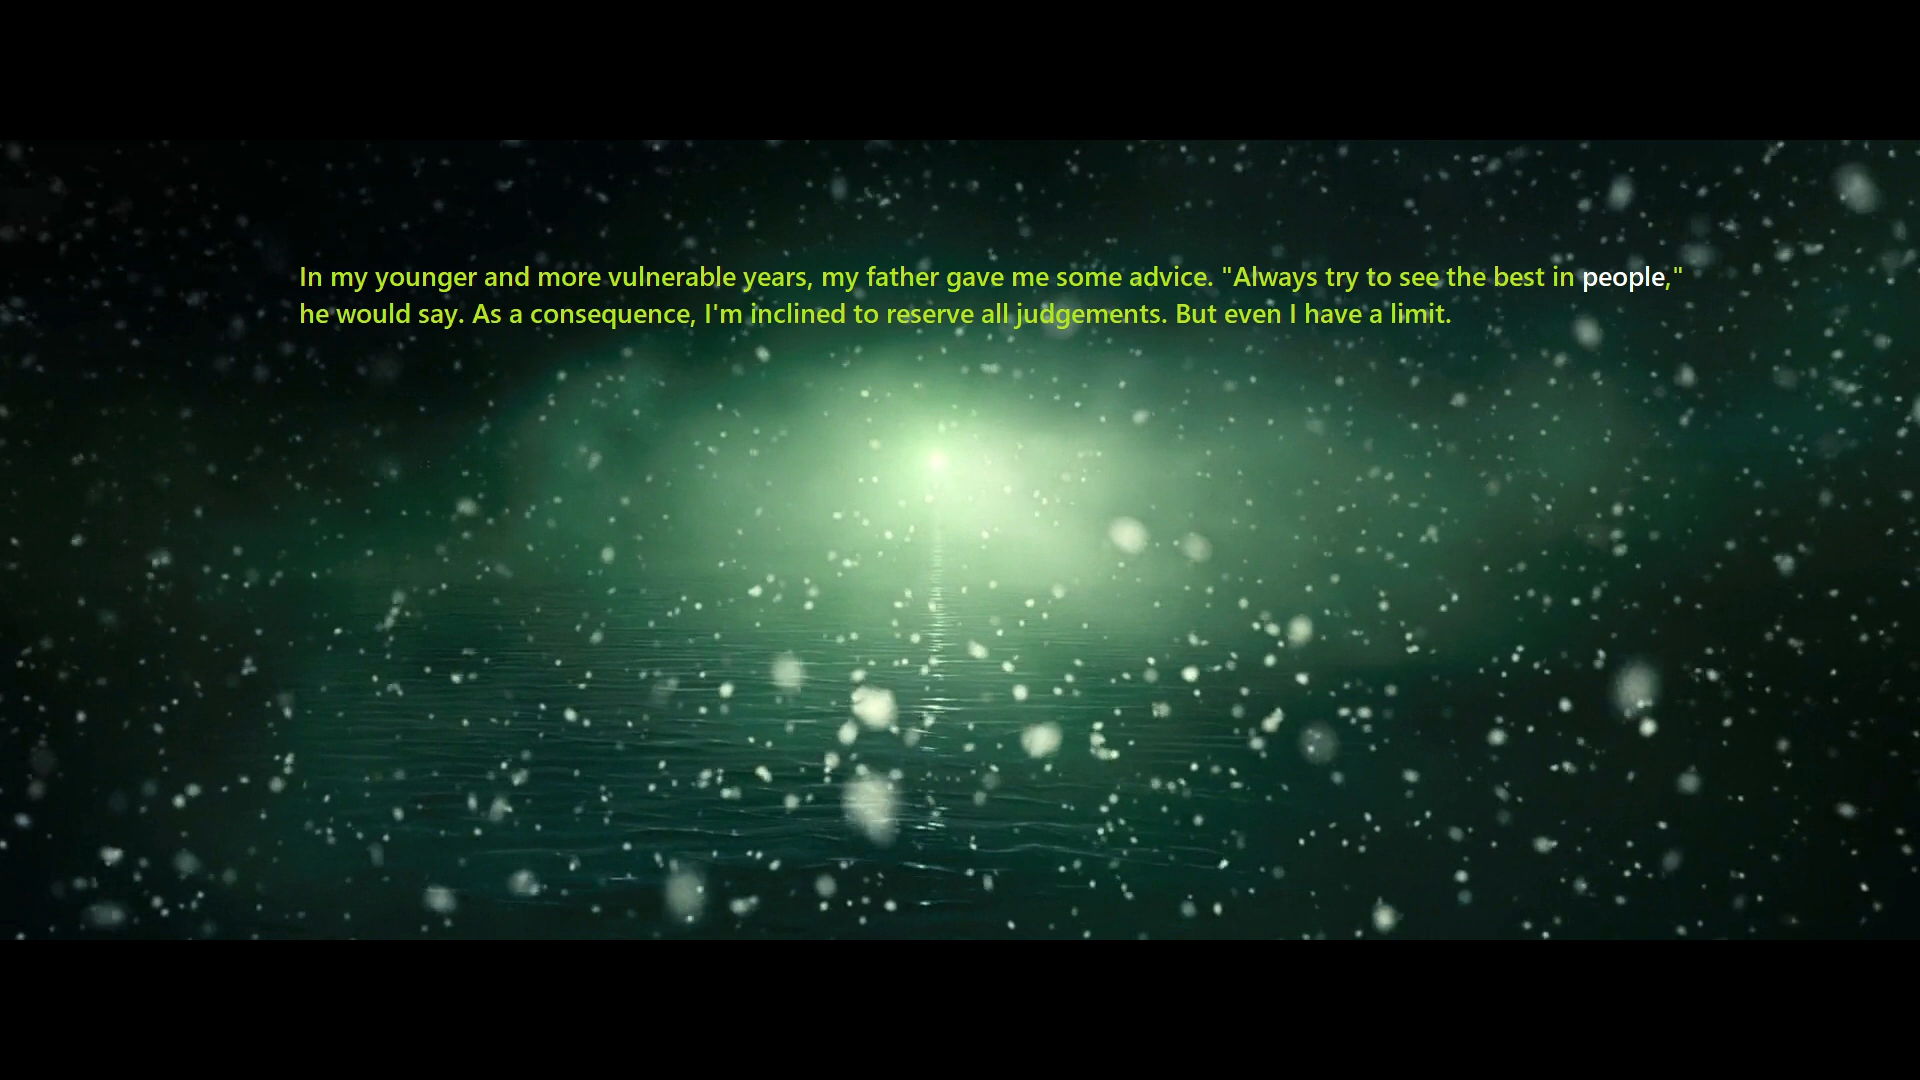 In my younger and more vulnerable years, my father gave me some advice. "Always try to see the best in people,"
he would say. As a consequence, I'm inclined to reserve all judgements. But even I have a limit.